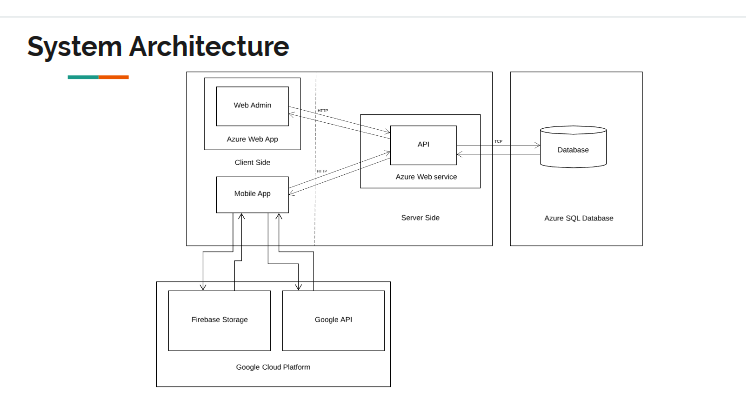 System Architecture
Web Admin
HTTP
Azure Web App
API
TCP
Database
Client Side
HTTP
Azure Web service
Mobile App
Server Side
Azure SQL Database
Firebase Storage
Google API
Google Cloud Platform